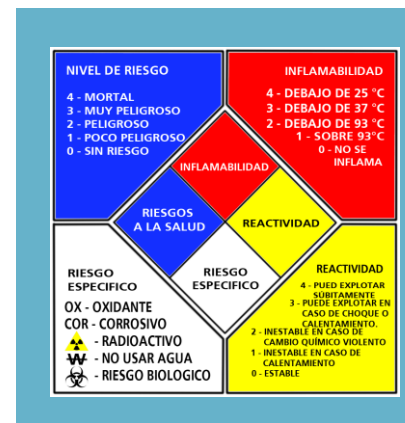 NIVEL DE RIESGO
4 - MORTAL
3 - MUY PELIGROSO
2 - PELIGROSO
1 - POCO PELIGROSO
0 - SIN RIESGO
INFLAMABILIDAD
4 - DEBAJO DE 25 °C
3 - DEBAJO DE 37 °C
2 - DEBAJO DE 93 °C
1 - SOBRE 93°C
0 - NO SE
INFLAMA
INFLAMABILIDAD
RIESGOS
A LA SALUD
REACTIVIDAD
RIESGO
ESPECIFICO
RIESGO
ESPECIFICO
OX - OXIDANTE
COR - CORROSIVO
- RADIOACTIVO
W - NO USAR AGUA
- RIESGO BIOLOGICO
REACTIVIDAD
4 - PUED EXPLOTAR
SÚBITAMENTE
3 - PUEDE EXPLOTAR EN
CASO DE CHOQUE O
CALENTAMIENTO.
2 - INESTABLE EN CASO DE
CAMBIO QUÍMICO VIOLENTO
1 - INESTABLE EN CASO DE
CALENTAMIENTO
0 - ESTABLE